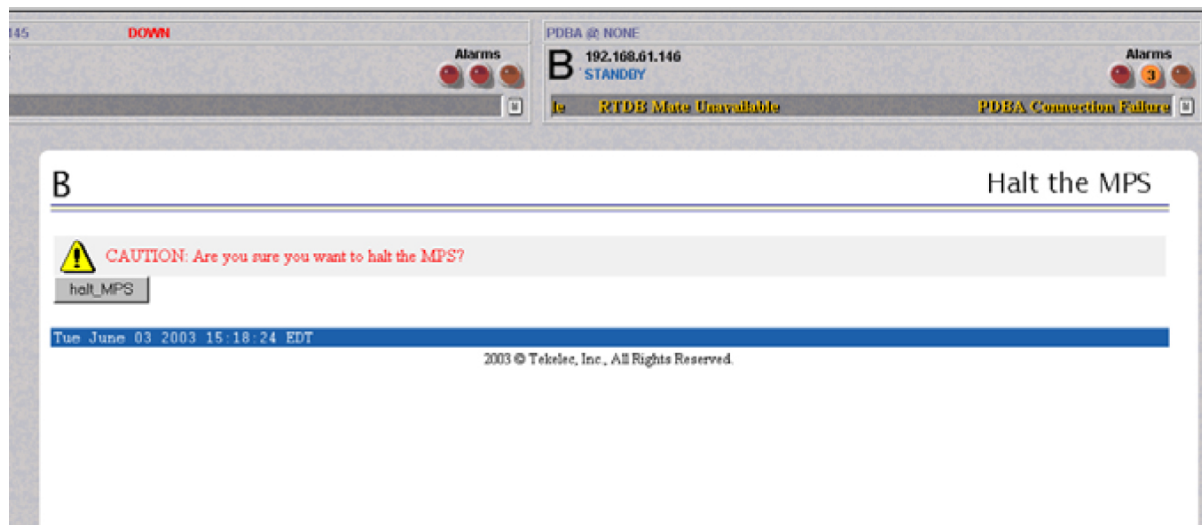 145 DOWN
Alarms
PDBA @ NONE
B 192.168.61.146
STANDBY
Alarms
3
te RTDB Mate Unavailable PDBA Connection Failure
B Halt the MPS
CAUTION: Are you sure you want to halt the MPS?
halt_MPS
Tue June 03 2003 15:18:24 EDT
2003 © Tekelec, Inc., All Rights Reserved.